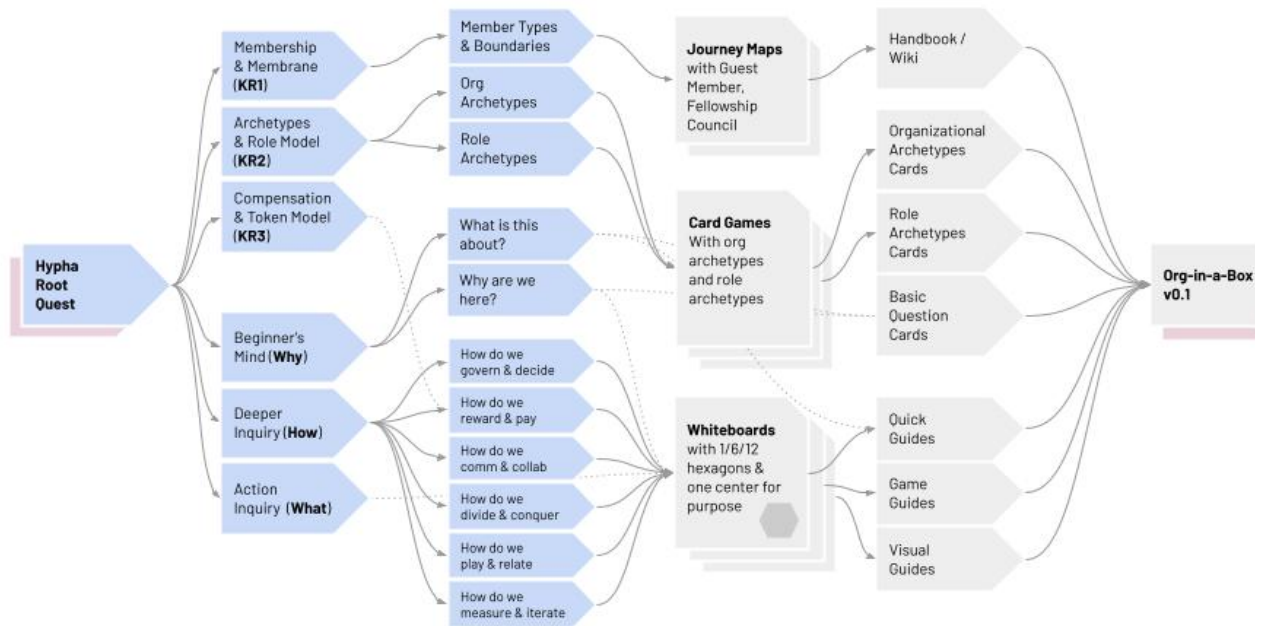 Hypha
Root
Quest
Membership
& Membrane
(KR1)
Archetypes
& Role Model
(KR2)
Compensation
& Token Model
(KR3)
Beginner's
Mind (Why)
Deeper
Inquiry (How)
Action
Inquiry (What)
Member Types
& Boundaries
Org
Archetypes
Role
Archetypes
What is this
about?
Why are we
here?
How do we
govern & decide
How do we
reward & pay
How do we
comm & collab
How do we
divide & conquer
How do we
play & relate
How do we
measure & iterate
Journey Maps
with Guest
Member,
Fellowship
Council
Card Games
With org
archetypes
and role
archetypes
Whiteboards
with 1/6/12
hexagons &
one center for
purpose
Handbook /
Wiki
Organizational
Archetypes
Cards
Role
Archetypes
Cards
Basic
Question
Cards
Quick
Guides
Game
Guides
Visual
Guides
Org-in-a-Box
v0.1